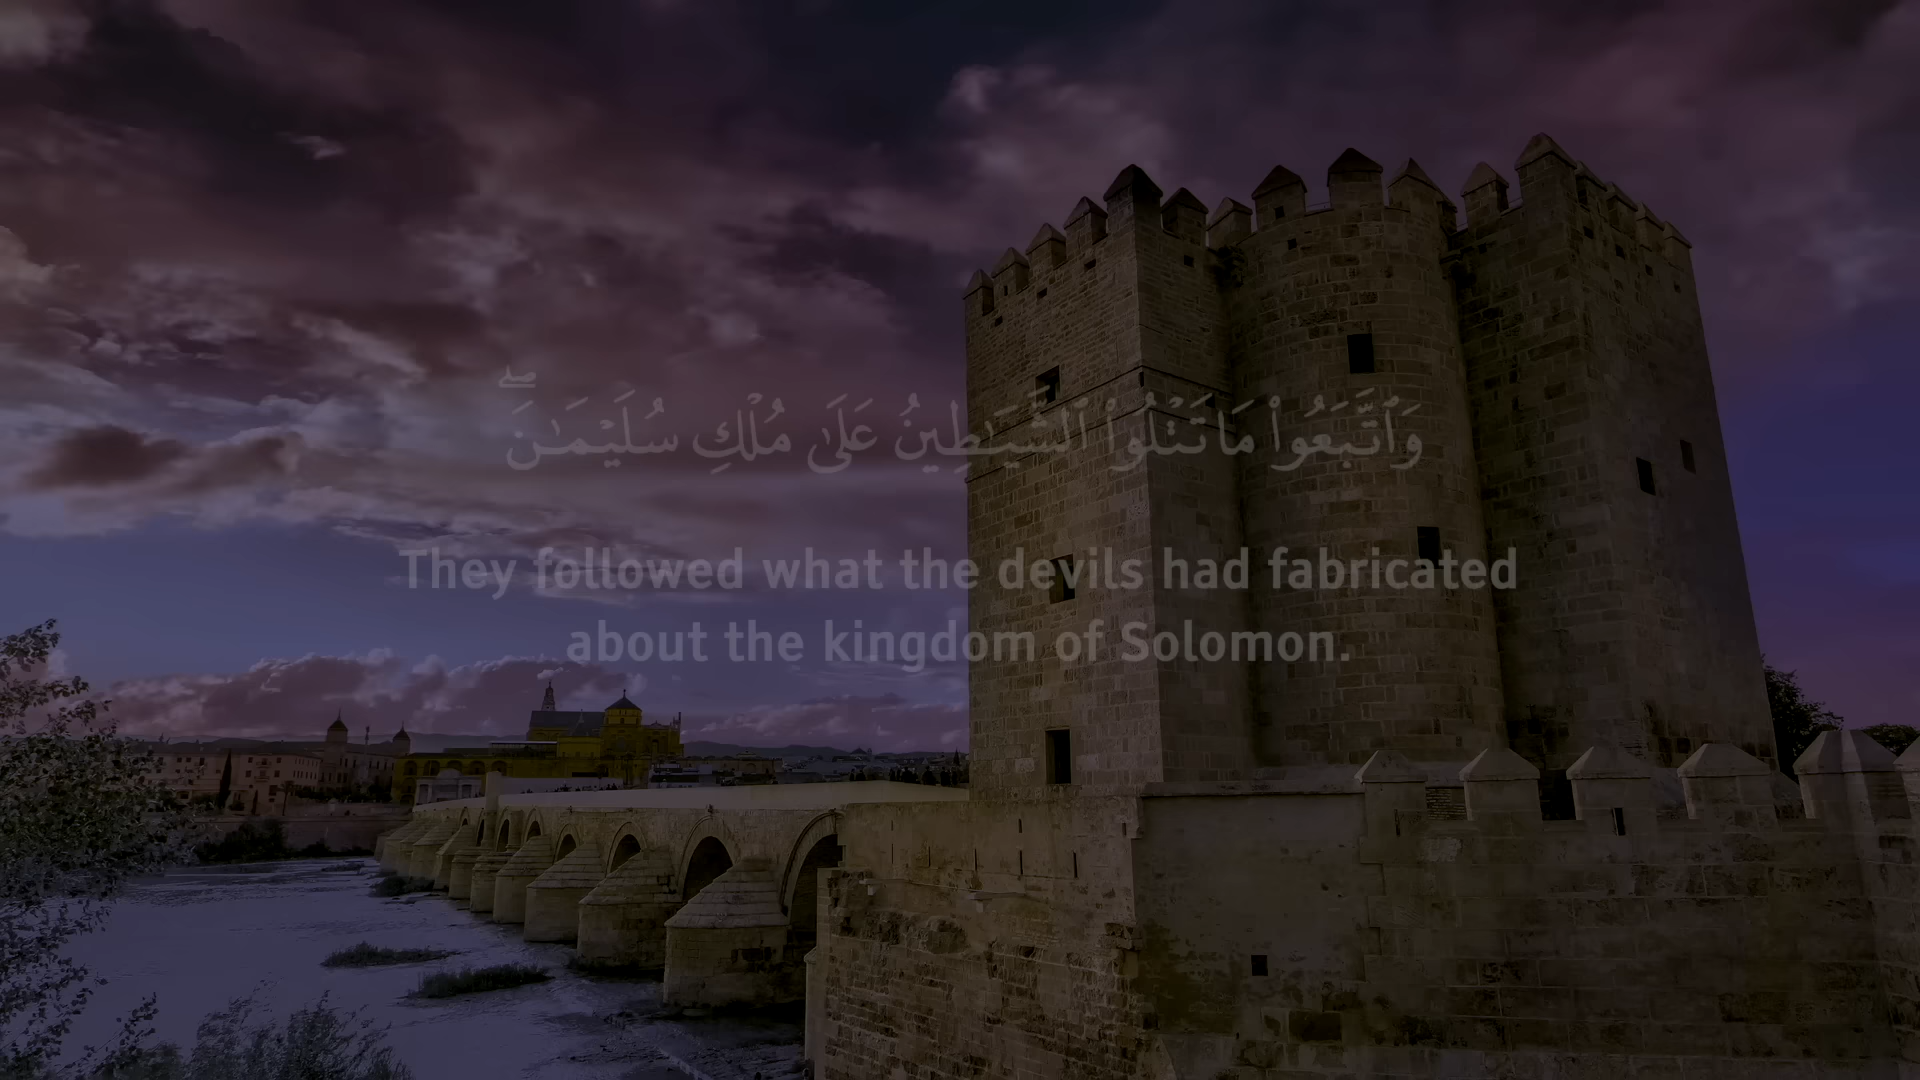 وَٱتَّبَعُوا۟ مَا تَتْلُوا۟ ٱلشَّيَـٰطِينُ عَلَىٰ مُلْكِ سُلَيْمَـٰنَ ۖ
They followed what the devils had fabricated
about the kingdom of Solomon.